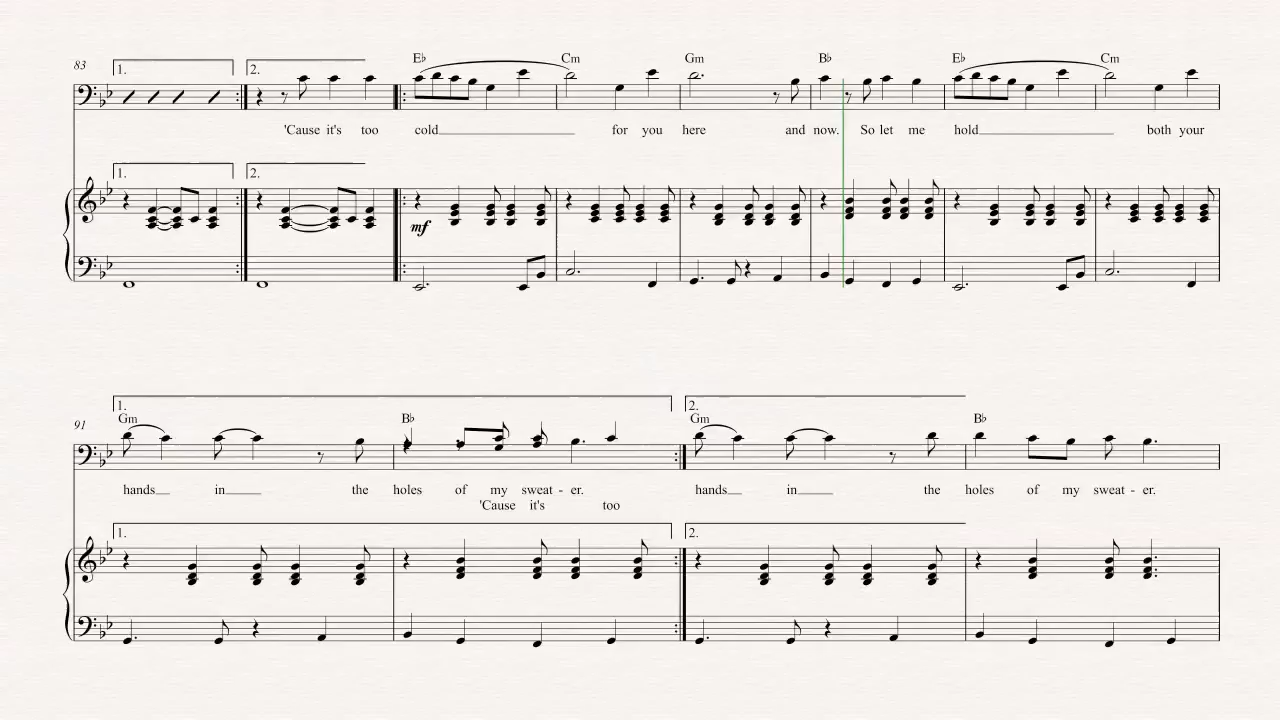 E♭ Cm Gm B♭ E♭ Cm
83 1. 2.
'Cause it's too cold for you here and now. So let me hold both your
1. 2.
mf
1. 2.
Gm B♭ Gm B♭
91
hands in the holes of my sweat - er. hands in the holes of my sweat - er.
'Cause it's too
1. 2.